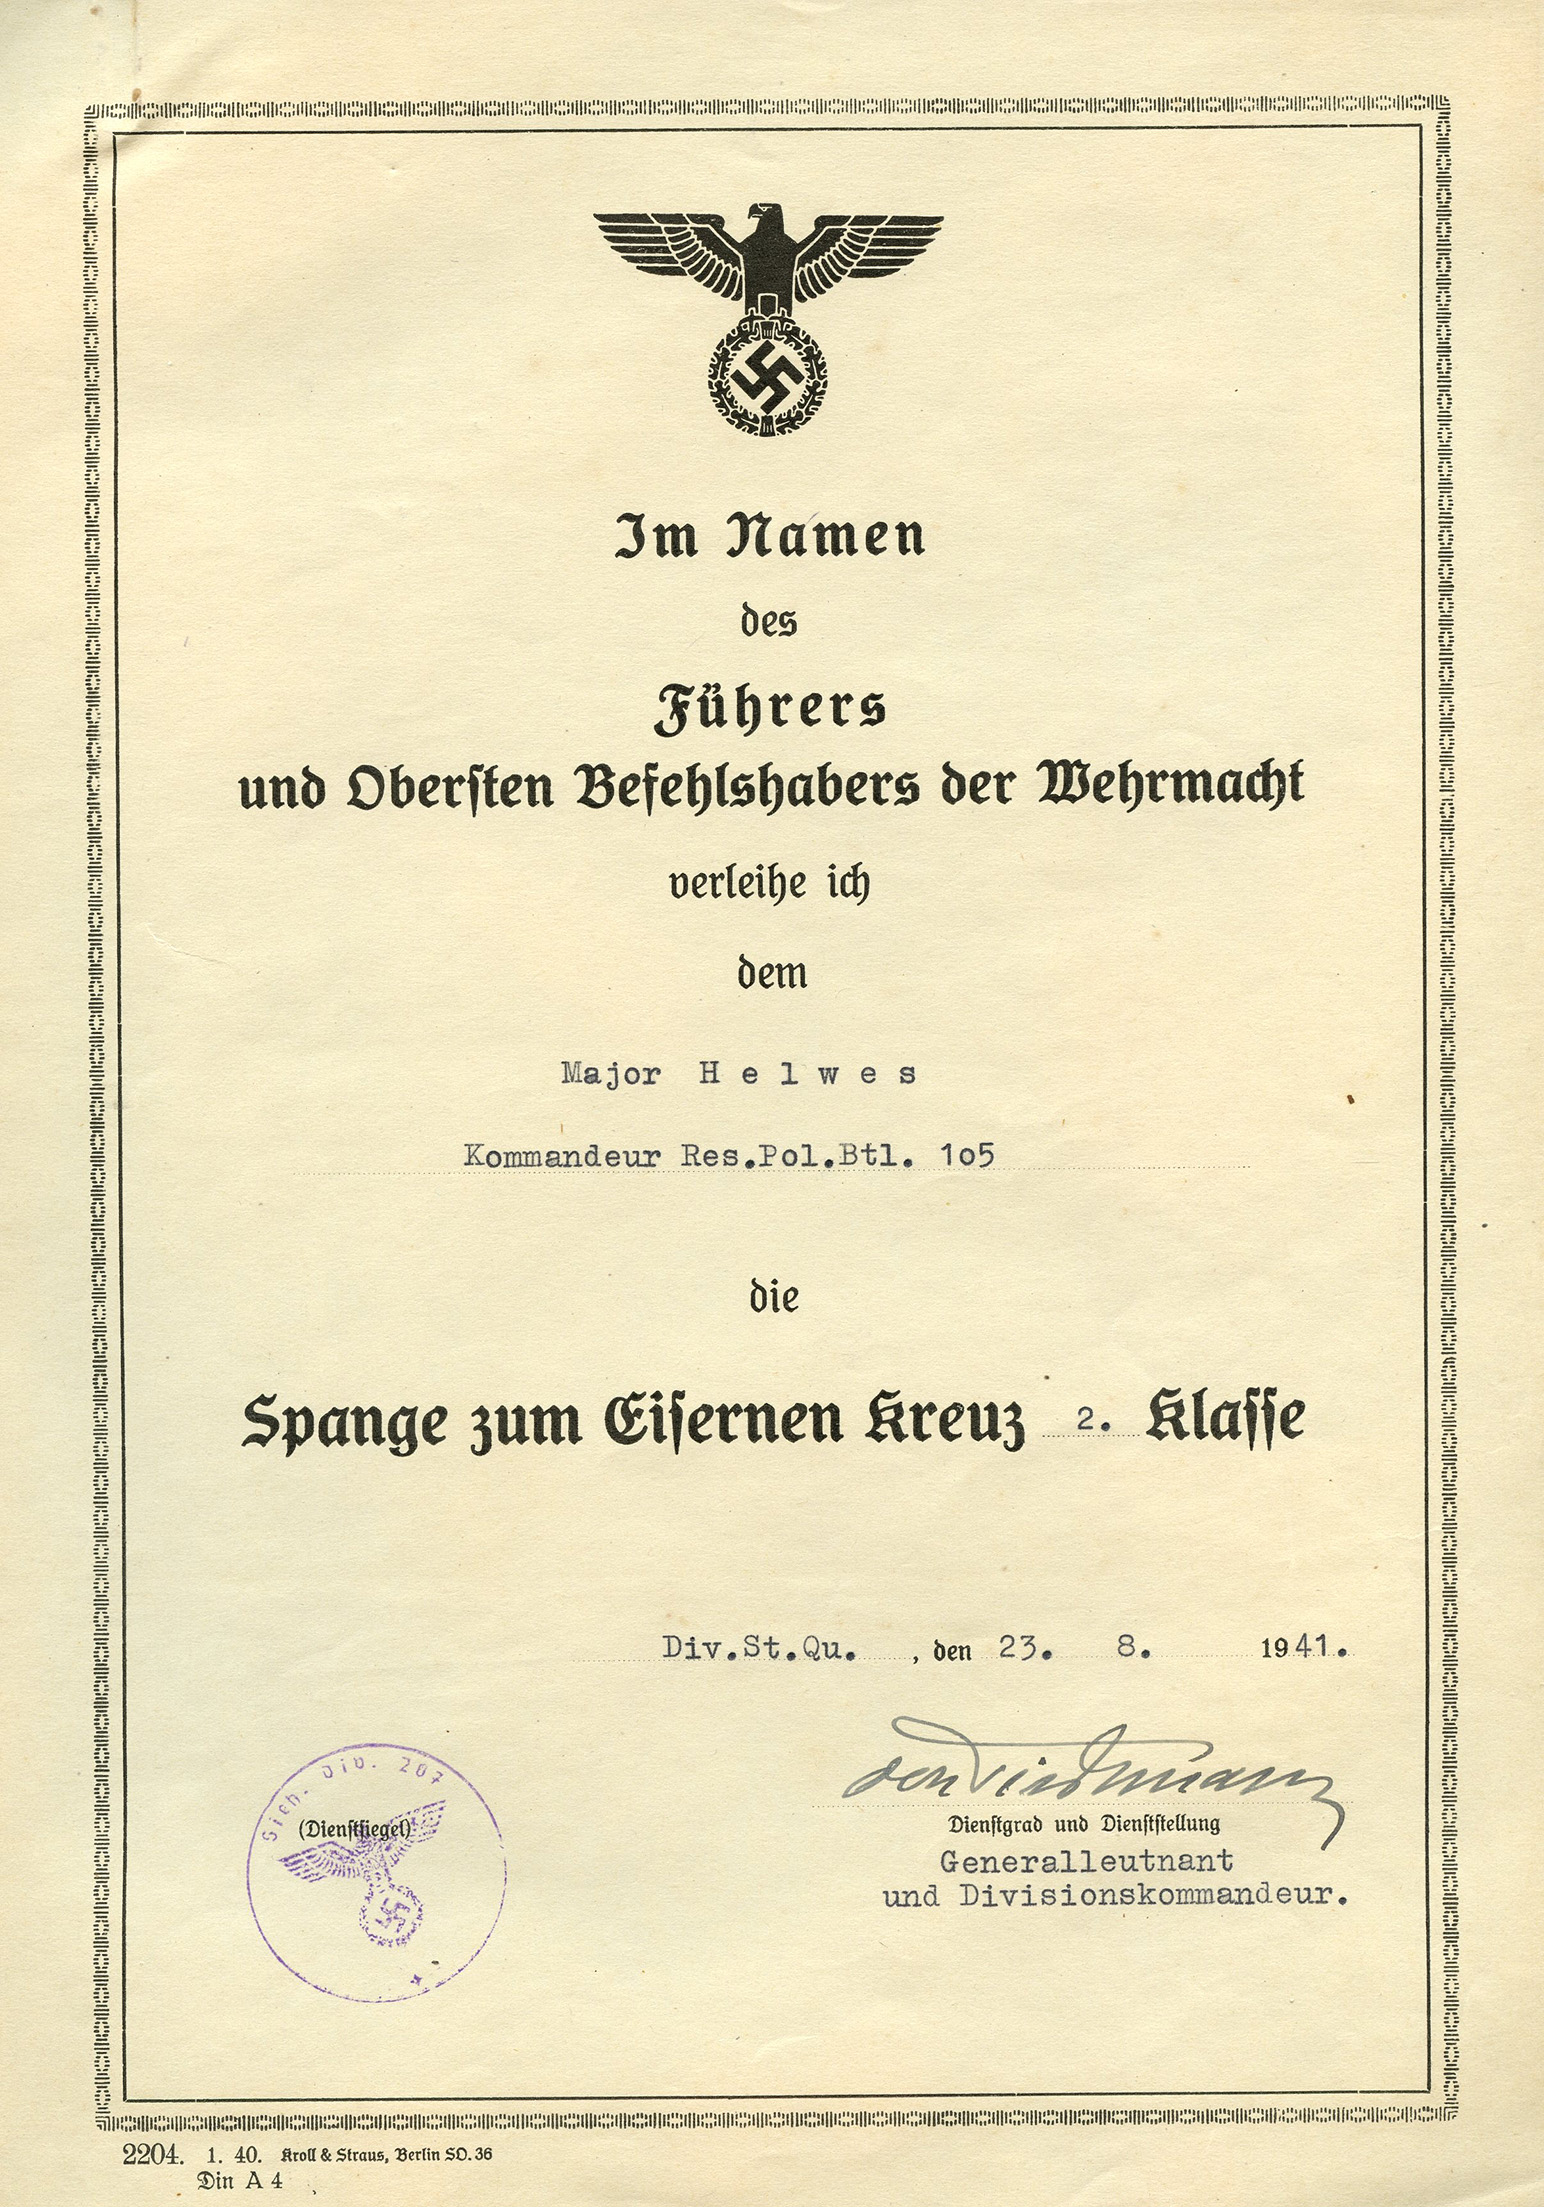 Im Namen
des
Führers
und Oberſten Befehlshabers der Wehrmacht
verleihe ich
dem
Major H e l w e s
Kommandeur Res.Pol.Btl. 1o5
die
Spange zum Eiſernen Kreuz 2. Klaſſe
Div.St.Qu. , den 23. 8. 1941.
Sich. Div. 207
(Dienſtſiegel)
Dienſtgrad und Dienſtſtellung
Generalleutnant
und Divisionskommandeur.
2204. 1. 40. Kroll & Straus, Berlin SO. 36
Din A 4